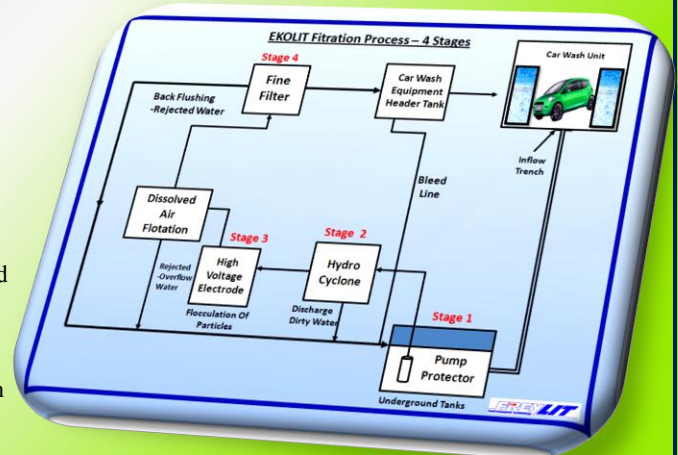 EKOLIT Fitration Process – 4 Stages
Stage 4
Fine
Filter
Car Wash
Equipment
Header Tank
Car Wash Unit
Back Flushing
-Rejected Water
Inflow
Trench
Bleed
Line
Dissolved
Air
Flotation
Stage 3
Stage 2
High
Voltage
Electrode
Hydro
Cyclone
Rejected
-Overflow
Water
Flocculation Of
Particles
Discharge
Dirty Water
Stage 1
Pump
Protector
Underground Tanks
d
n